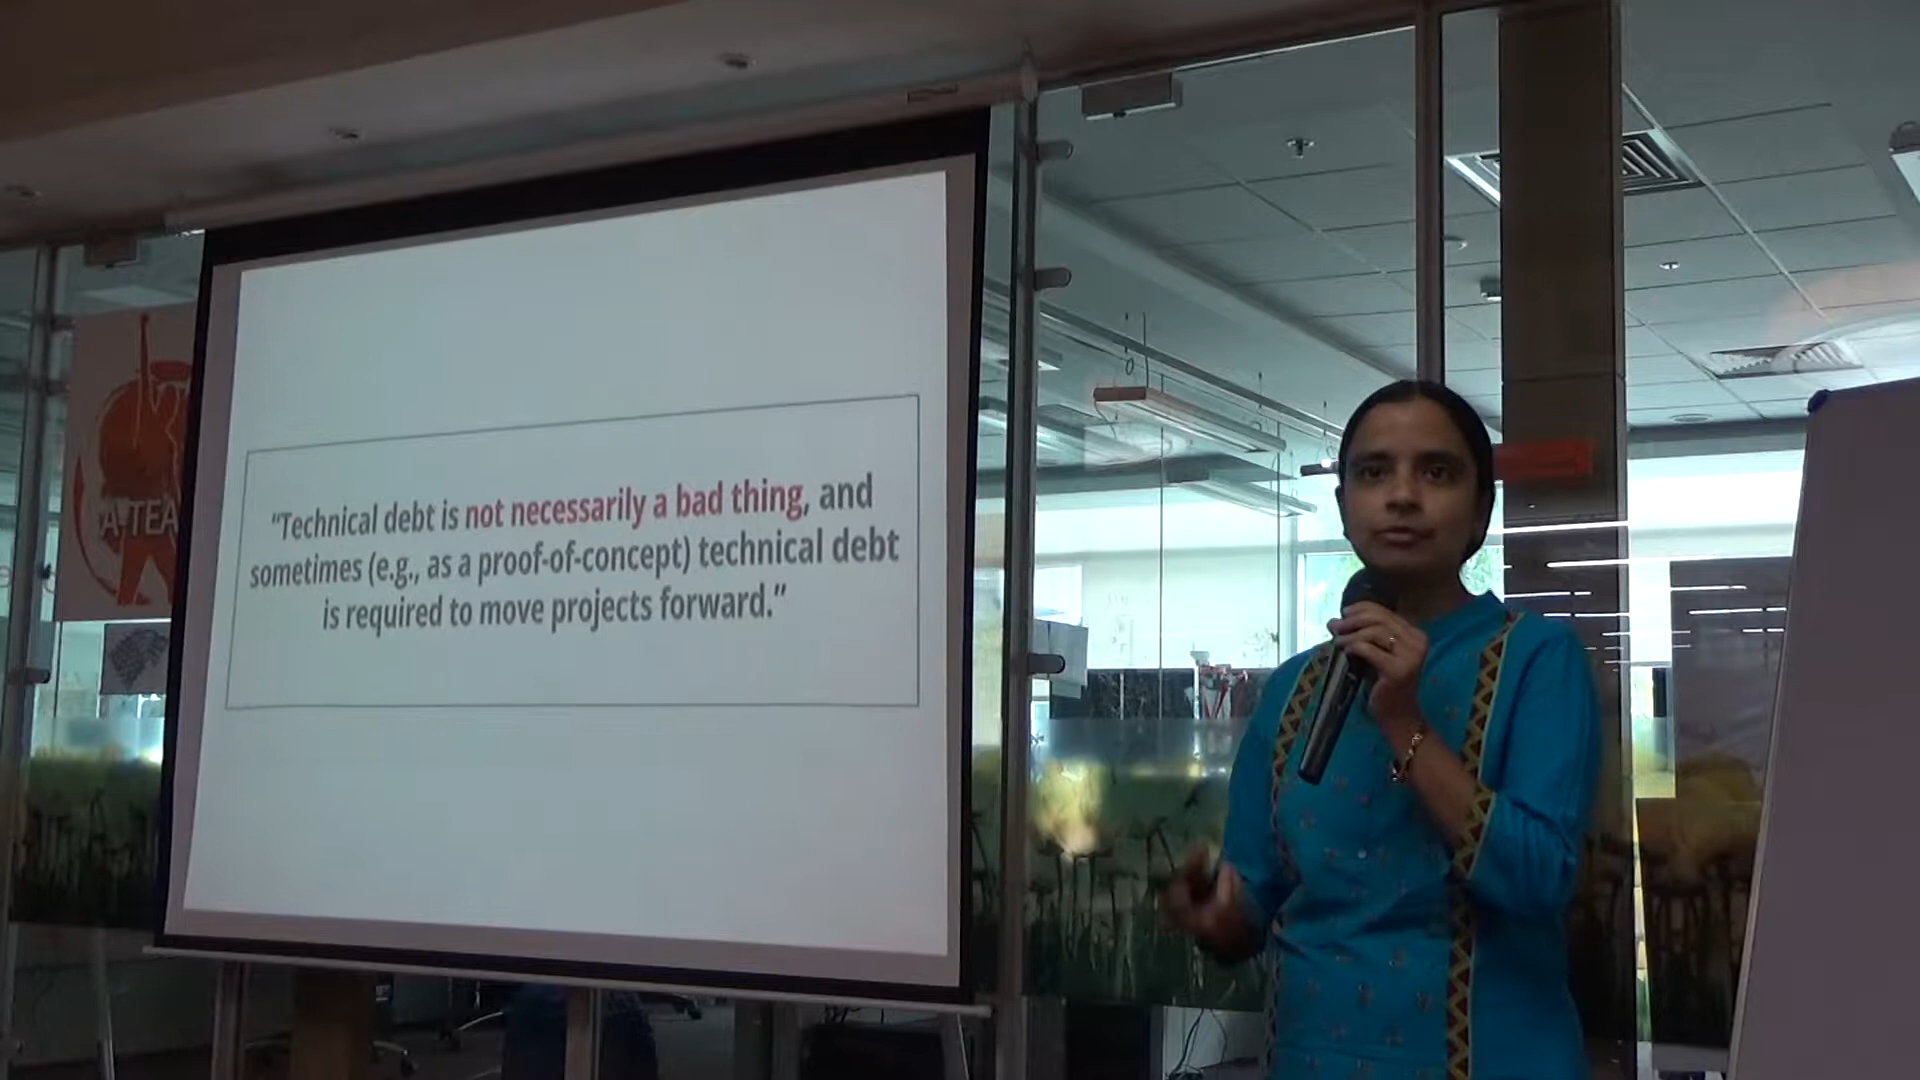 A-TEA
“Technical debt is not necessarily a bad thing, and
sometimes (e.g., as a proof-of-concept) technical debt
is required to move projects forward.”